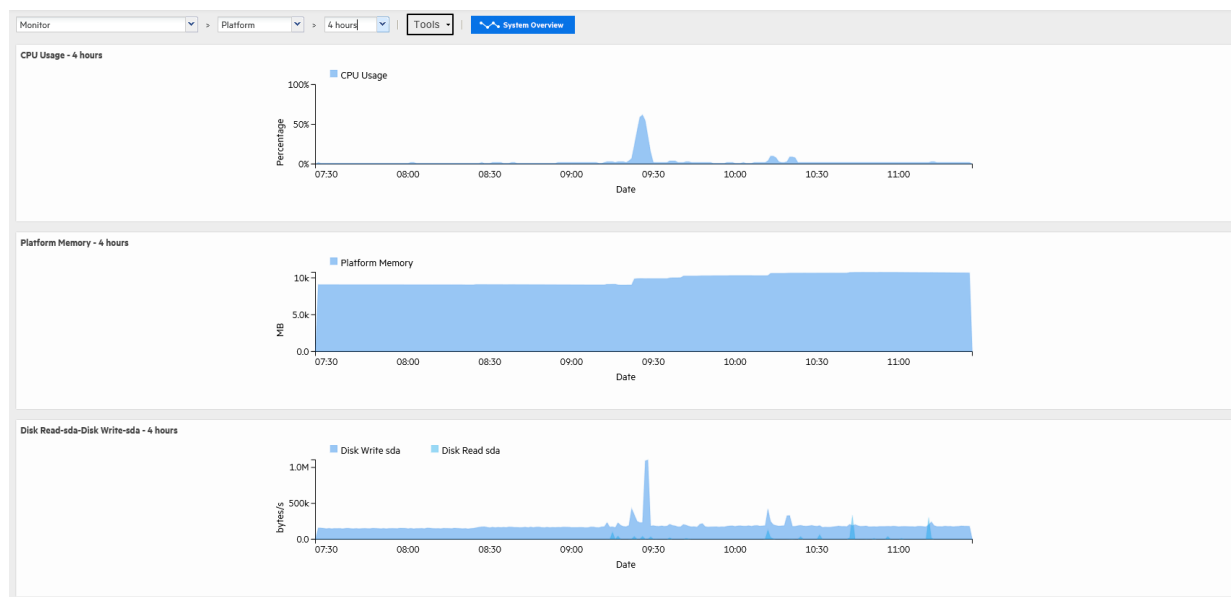 Monitor > Platform > 4 hours | Tools | System Overview
CPU Usage - 4 hours
CPU Usage
100%
50%
0%
Percentage
07:30 08:00 08:30 09:00 09:30 10:00 10:30 11:00
Date
Platform Memory - 4 hours
Platform Memory
10k
5.0k
0.0
MB
07:30 08:00 08:30 09:00 09:30 10:00 10:30 11:00
Date
Disk Read-sda-Disk Write-sda - 4 hours
Disk Write sda Disk Read sda
1.0M
500k
0.0
bytes/s
07:30 08:00 08:30 09:00 09:30 10:00 10:30 11:00
Date